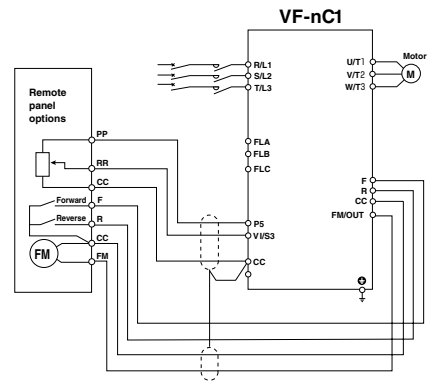 VF-nC1
Motor
R/L1
S/L2
T/L3
U/T1
V/T2
W/T3
M
Remote
panel
options
PP
RR
CC
Forward
F
Reverse
R
CC
FM
FM
FLA
FLB
FLC
P5
VI/S3
CC
F
R
CC
FM/OUT